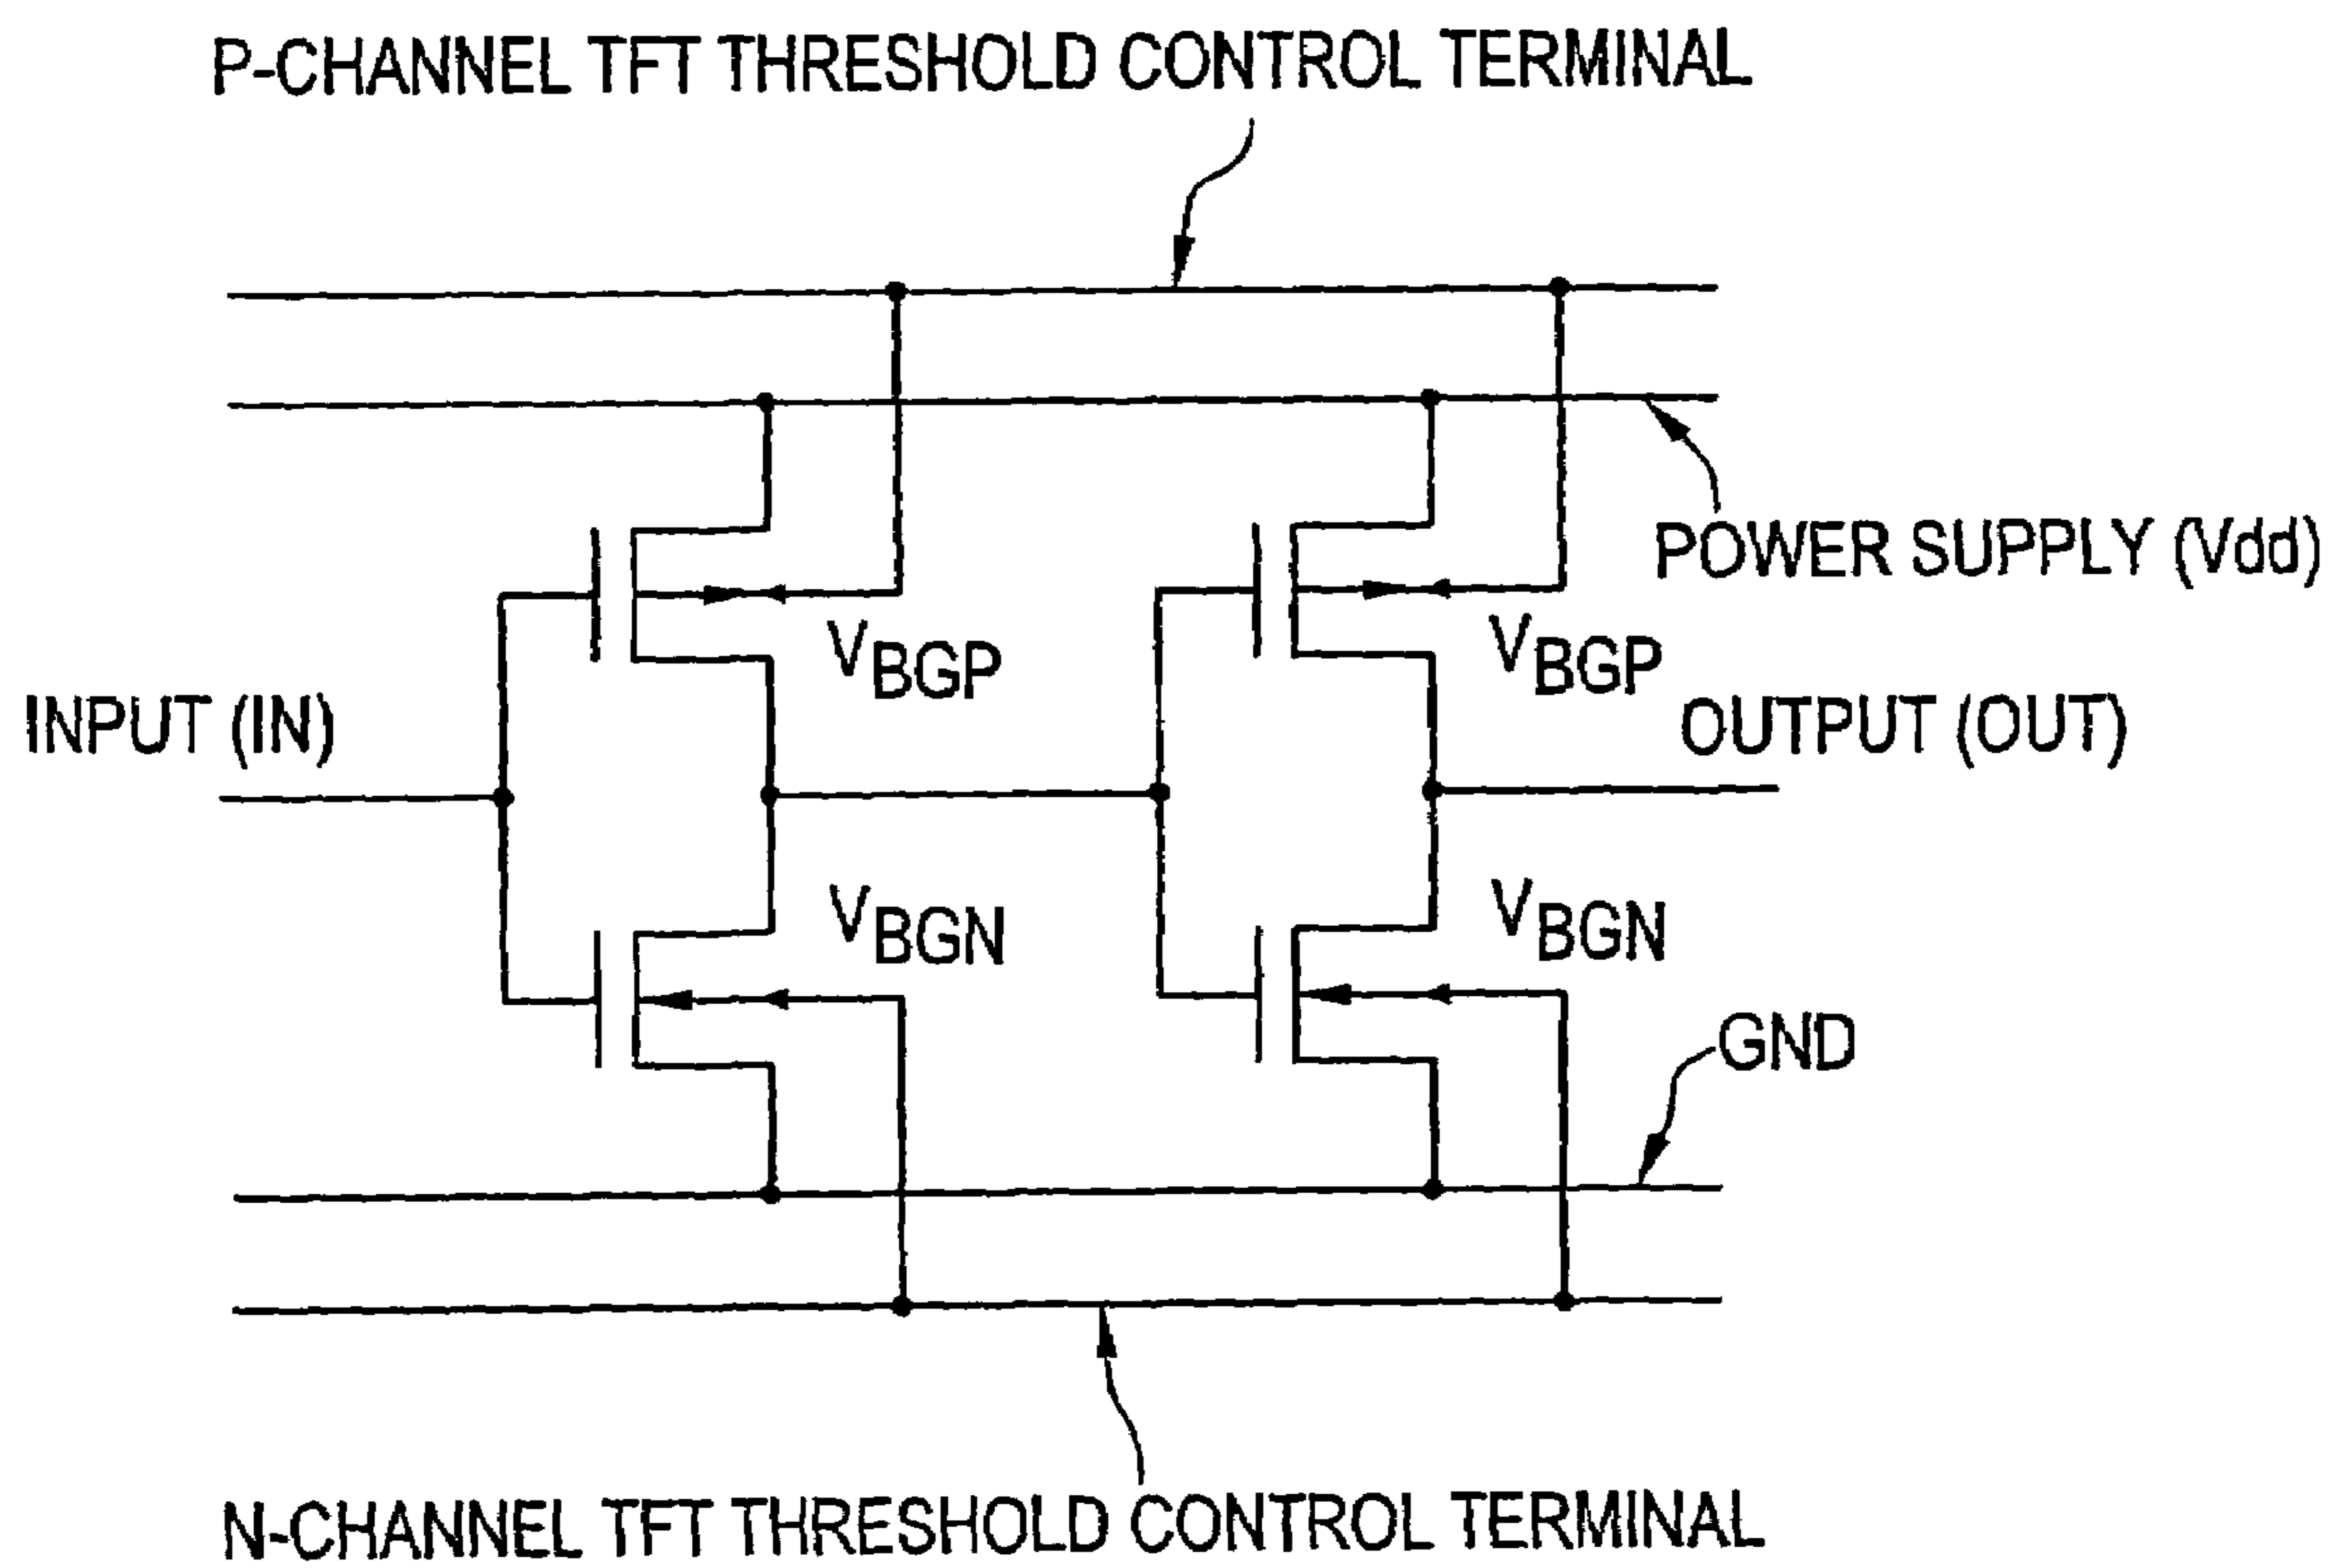 P-CHANNEL TFT THRESHOLD CONTROL TERMINAL
POWER SUPPLY (Vdd)
VBGP
VBGP
INPUT (IN)
OUTPUT (OUT)
VBGN
VBGN
GND
N-CHANNEL TFT THRESHOLD CONTROL TERMINAL